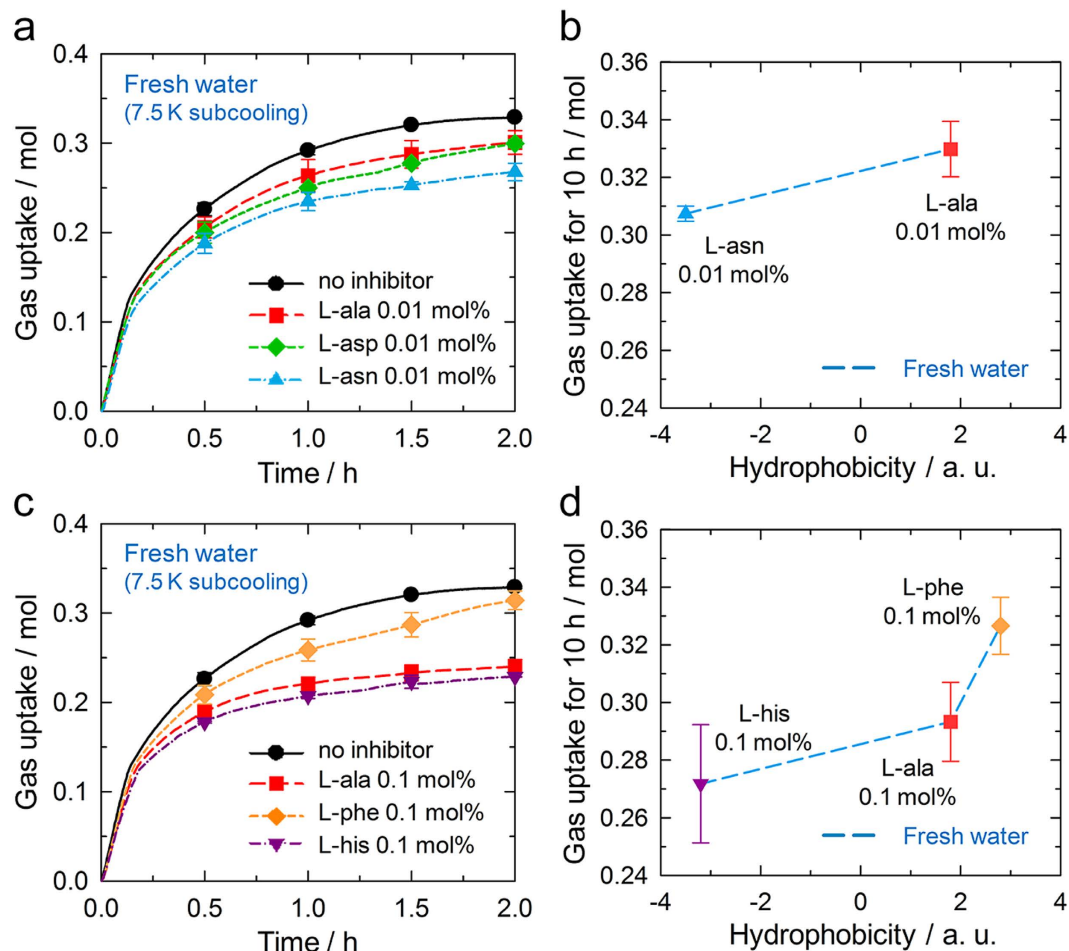 a
Fresh water
(7.5 K subcooling)
Gas uptake / mol
0.4
0.3
0.2
0.1
0.0
no inhibitor
L-ala 0.01 mol%
L-asp 0.01 mol%
L-asn 0.01 mol%
0.0 0.5 1.0 1.5 2.0
Time / h
b
Gas uptake for 10 h / mol
0.36
0.34
0.32
0.30
0.28
0.26
0.24
L-asn
0.01 mol%
L-ala
0.01 mol%
Fresh water
-4 -2 0 2 4
Hydrophobicity / a. u.
c
Fresh water
(7.5 K subcooling)
Gas uptake / mol
0.4
0.3
0.2
0.1
0.0
no inhibitor
L-ala 0.1 mol%
L-phe 0.1 mol%
L-his 0.1 mol%
0.0 0.5 1.0 1.5 2.0
Time / h
d
Gas uptake for 10 h / mol
0.36
0.34
0.32
0.30
0.28
0.26
0.24
L-phe
0.1 mol%
L-his
0.1 mol%
L-ala
0.1 mol%
Fresh water
-4 -2 0 2 4
Hydrophobicity / a. u.